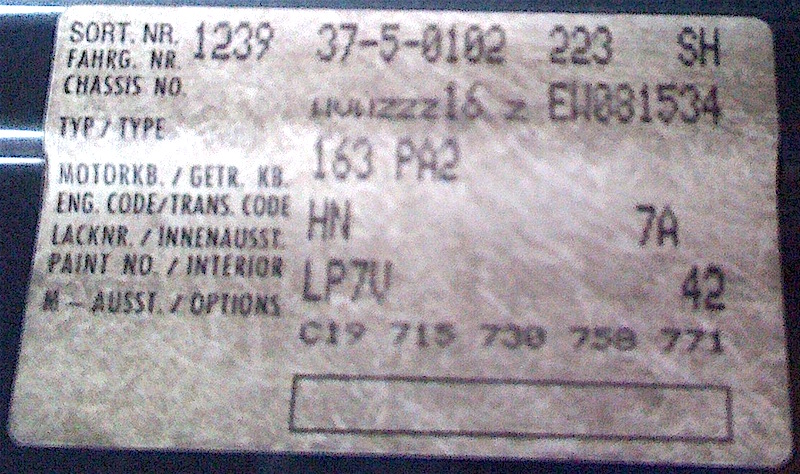 SORT. NR. 1239 37-5-0102 223 SH
FAHRG. NR.
CHASSIS NO. WVWZZZ16 Z EW081534
TYP / TYPE 163 PA2
MOTORKB. / GETR. KB.
ENG. CODE/TRANS. CODE HN 7A
LACKNR. / INNENAUSST.
PAINT NO. / INTERIOR LP7V 42
M - AUSST. / OPTIONS
C19 715 730 758 771